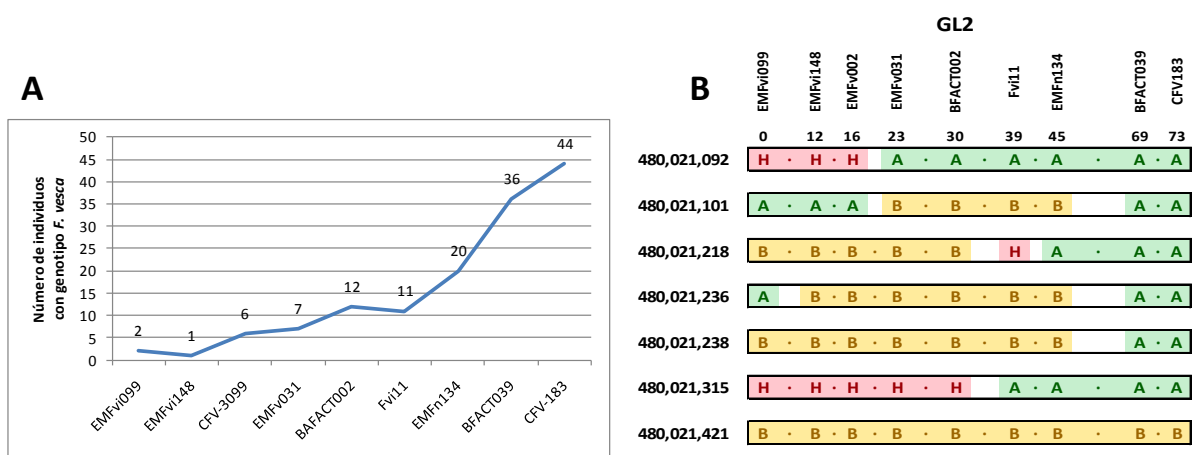 A
Número de individuos
con genotipo F. vesca
50
45
40
35
30
25
20
15
10
5
0
2
1
6
7
12
11
20
36
44
EMFvi099
EMFvi148
CFV-3099
EMFv031
BAFACT002
Fvi11
EMFn134
BFACT039
CFV-183
B
GL2
EMFvi099 EMFvi148 EMFv002 EMFv031 BFACT002 Fvi11 EMFn134 BFACT039 CFV183
0 12 16 23 30 39 45 69 73
480,021,092 H · H · H A · A · A · A · A · A
480,021,101 A · A · A B · B · B · B A · A
480,021,218 B · B · B · B · B H A · A · A
480,021,236 A B · B · B · B · B · B A · A
480,021,238 B · B · B · B · B · B · B A · A
480,021,315 H · H · H · H · H A · A · A · A
480,021,421 B · B · B · B · B · B · B · B · B